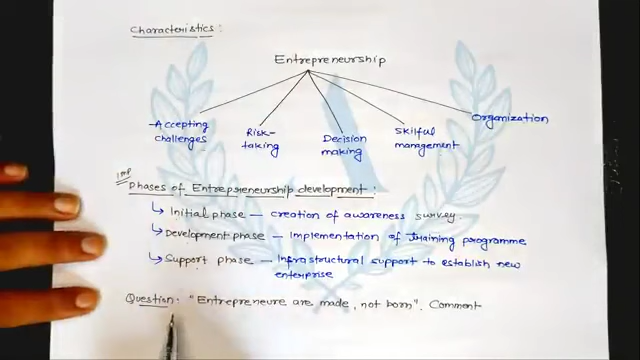 Characteristics :
Entrepreneurship
Accepting challenges
Risk-taking
Decision making
Skilful management
Organization
Imp
Phases of Entrepreneurship development :
↳ Initial phase — creation of awareness survey.
↳ Development phase — Implementation of training programme
↳ Support phase — Infrastructural support to establish new
enterprise
Question : "Entrepreneure are made, not born". Comment